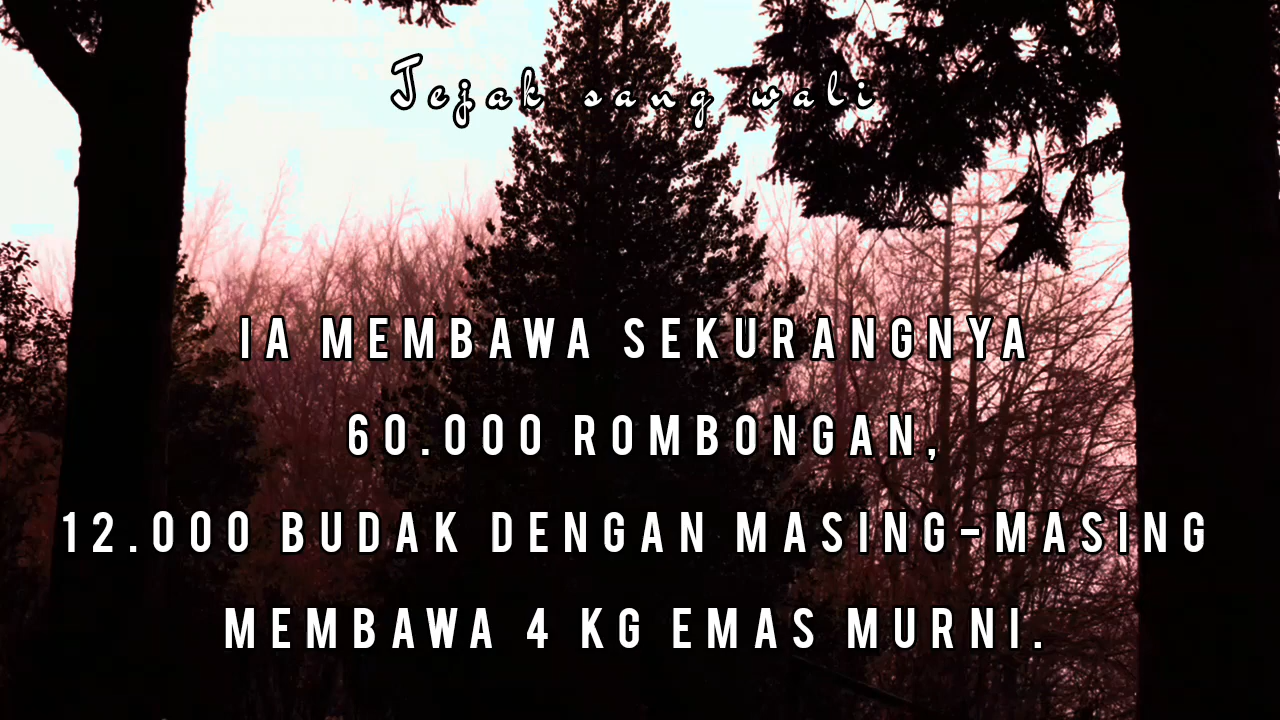 Tejak sang wali
IA MEMBAWA SEKURANGNYA
60.000 ROMBONGAN,
12.000 BUDAK DENGAN MASING-MASING
MEMBAWA 4 KG EMAS MURNI.